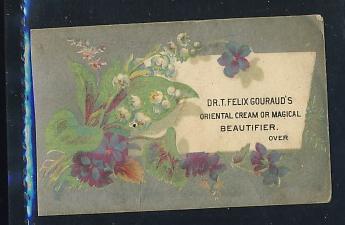 DR. T. FELIX GOURAUD'S
ORIENTAL CREAM OR MAGICAL
BEAUTIFIER.
OVER